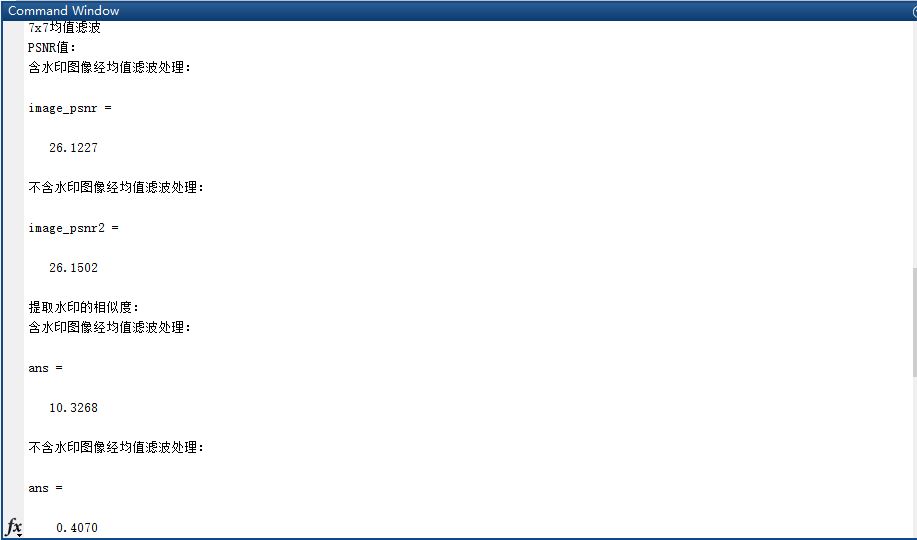 Command Window
7x7均值滤波
PSNR值:
含水印图像经均值滤波处理:
image_psnr =
26.1227
不含水印图像经均值滤波处理:
image_psnr2 =
26.1502
提取水印的相似度:
含水印图像经均值滤波处理:
ans =
10.3268
不含水印图像经均值滤波处理:
ans =
fx 0.4070